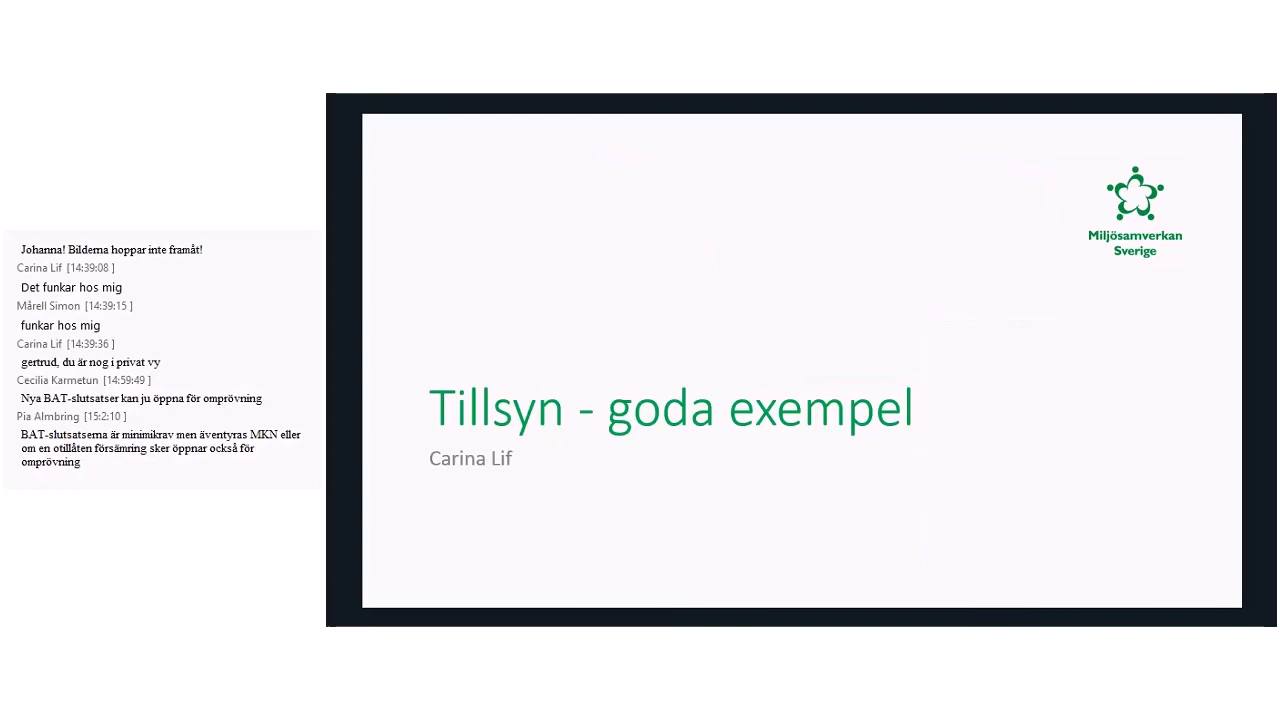 Johanna! Bilderna hoppar inte framåt!
Carina Lif [14:39:08 ]
Det funkar hos mig
Mårell Simon [14:39:15 ]
funkar hos mig
Carina Lif [14:39:36 ]
gertrud, du är nog i privat vy
Cecilia Karmetun [14:59:49 ]
Nya BAT-slutsatser kan ju öppna för omprövning
Pia Almbring [15:2:10 ]
BAT-slutsatserna är minimikrav men äventyras MKN eller
om en otillåten försämring sker öppnar också för
omprövning
Miljösamverkan
Sverige
Tillsyn - goda exempel
Carina Lif